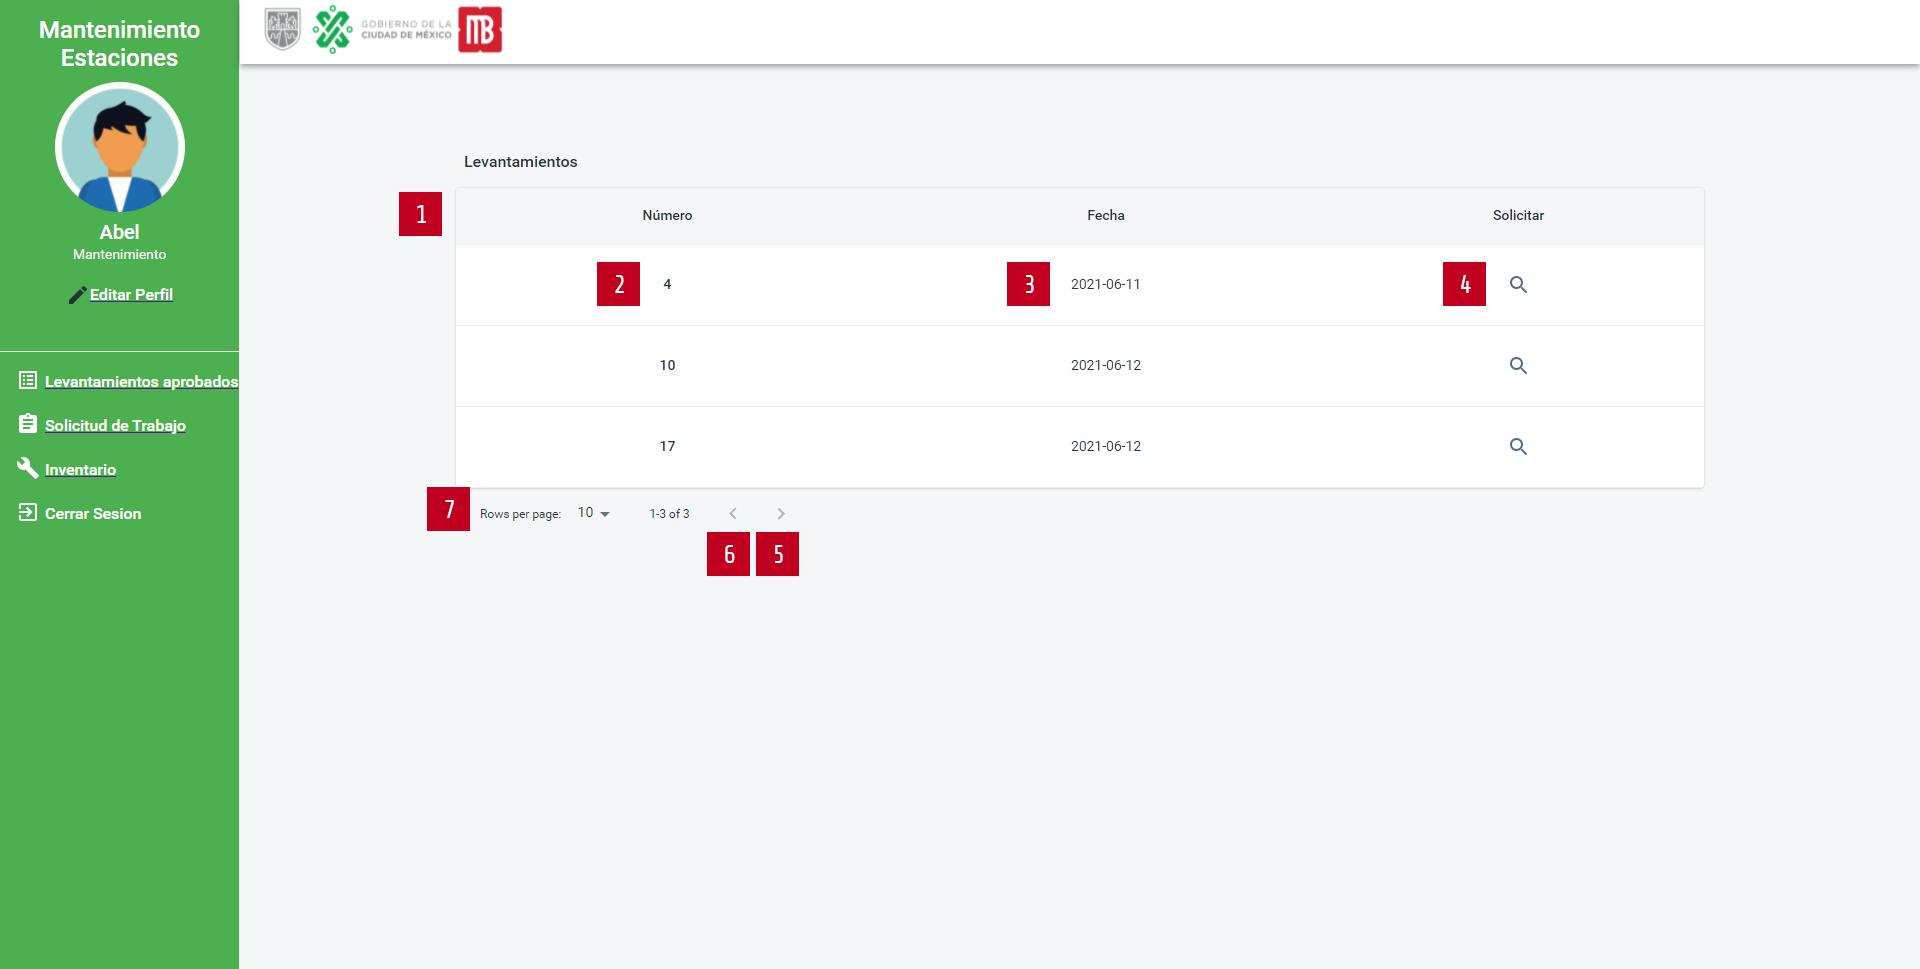 Mantenimiento
Estaciones
Abel
Mantenimiento
Editar Perfil
Levantamientos aprobados
Solicitud de Trabajo
Inventario
Cerrar Sesion
GOBIERNO DE LA
CIUDAD DE MÉXICO
MB
Levantamientos
1
Número Fecha Solicitar
2 4 3 2021-06-11 4
10 2021-06-12
17 2021-06-12
7 Rows per page: 10 1-3 of 3
6 5